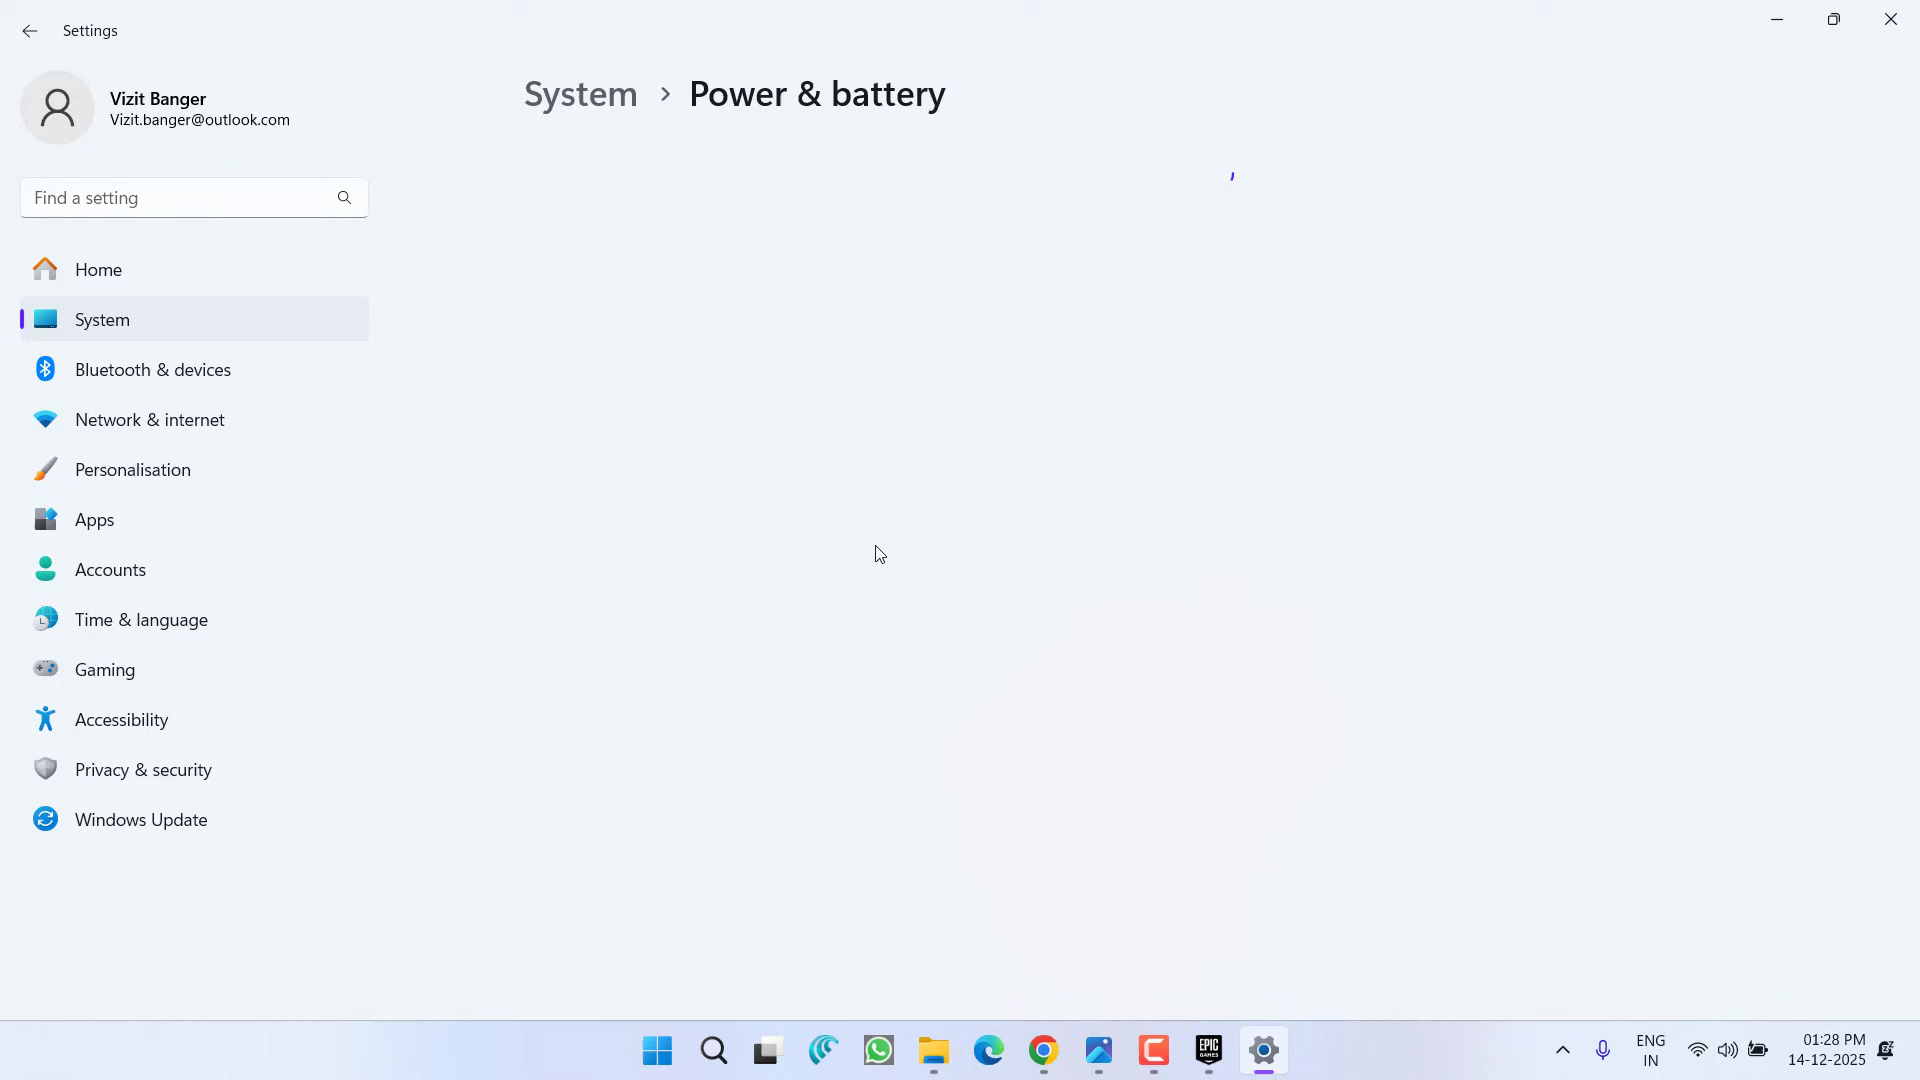 Settings
Vizit Banger
Vizit.banger@outlook.com
System > Power & battery
Find a setting
Home
System
Bluetooth & devices
Network & internet
Personalisation
Apps
Accounts
Time & language
Gaming
Accessibility
Privacy & security
Windows Update
EPIC
GAMES
ENG
IN
01:28 PM
14-12-2025